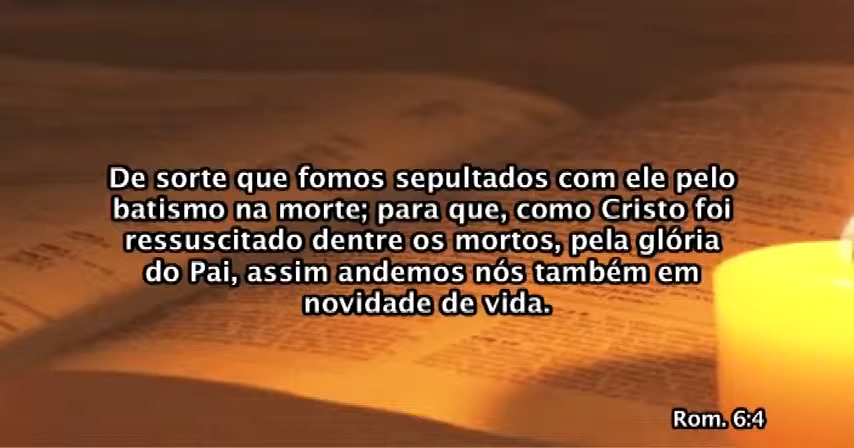 De sorte que fomos sepultados com ele pelo
batismo na morte; para que, como Cristo foi
ressuscitado dentre os mortos, pela glória
do Pai, assim andemos nós também em
novidade de vida.
Rom. 6:4